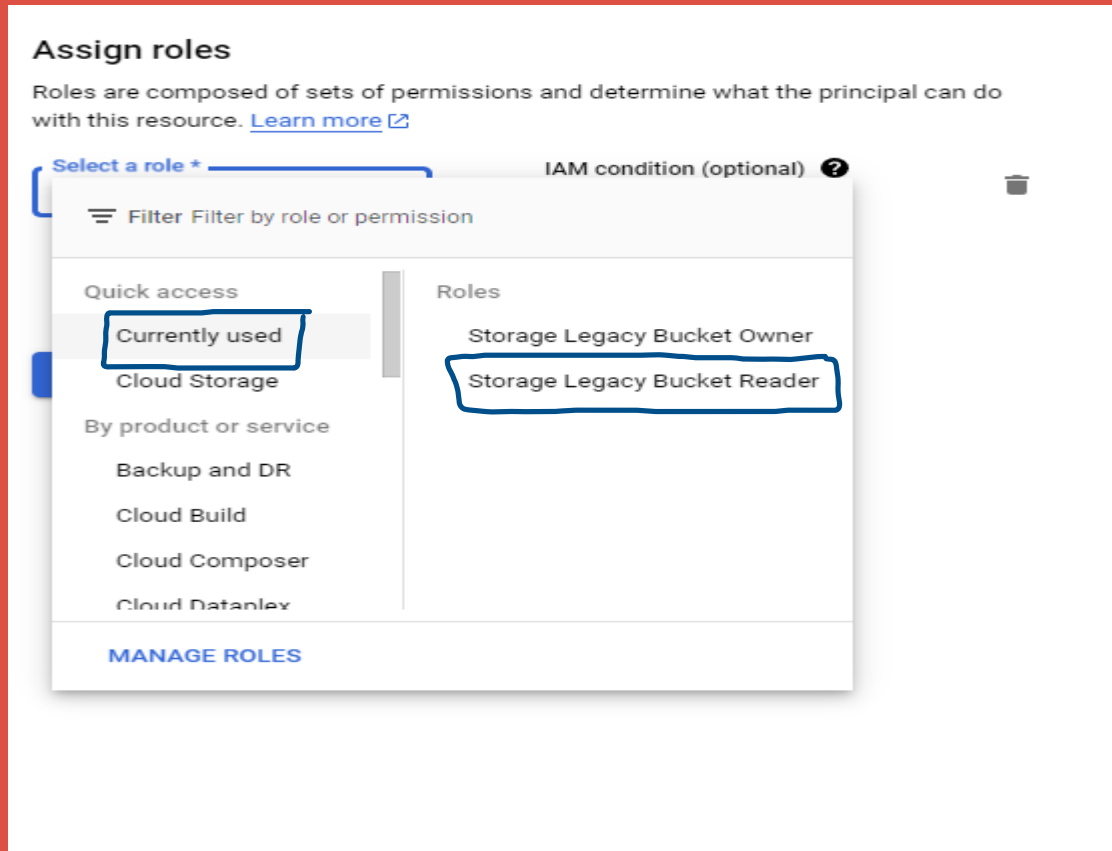 Assign roles
Roles are composed of sets of permissions and determine what the principal can do
with this resource. Learn more
Select a role *
IAM condition (optional)
Filter Filter by role or permission
Quick access
Currently used
Cloud Storage
By product or service
Backup and DR
Cloud Build
Cloud Composer
Cloud Dataplex
Roles
Storage Legacy Bucket Owner
Storage Legacy Bucket Reader
MANAGE ROLES